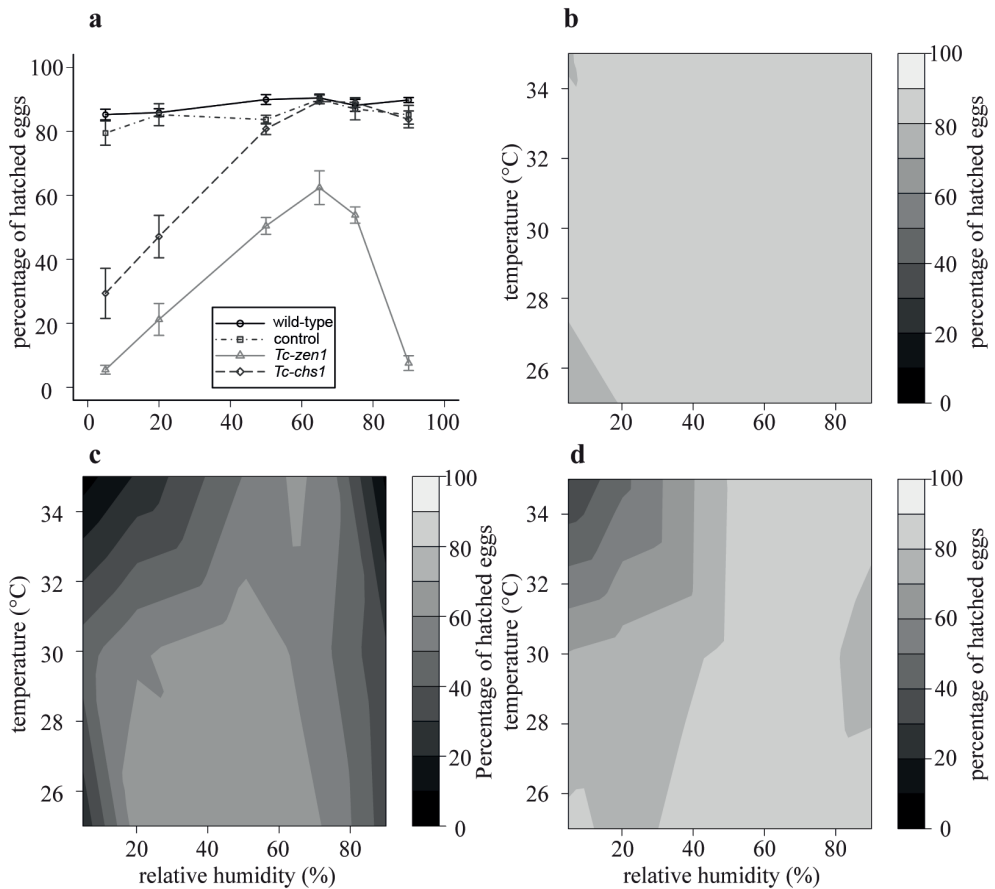 a
percentage of hatched eggs
100
80
60
40
20
0
0 20 40 60 80 100
wild-type
control
Tc-zen1
Tc-chs1
b
temperature (°C)
34
32
30
28
26
20 40 60 80
100
80
60
40
20
0
percentage of hatched eggs
c
temperature (°C)
34
32
30
28
26
20 40 60 80
relative humidity (%)
100
80
60
40
20
0
Percentage of hatched eggs
d
temperature (°C)
34
32
30
28
26
20 40 60 80
relative humidity (%)
100
80
60
40
20
0
percentage of hatched eggs